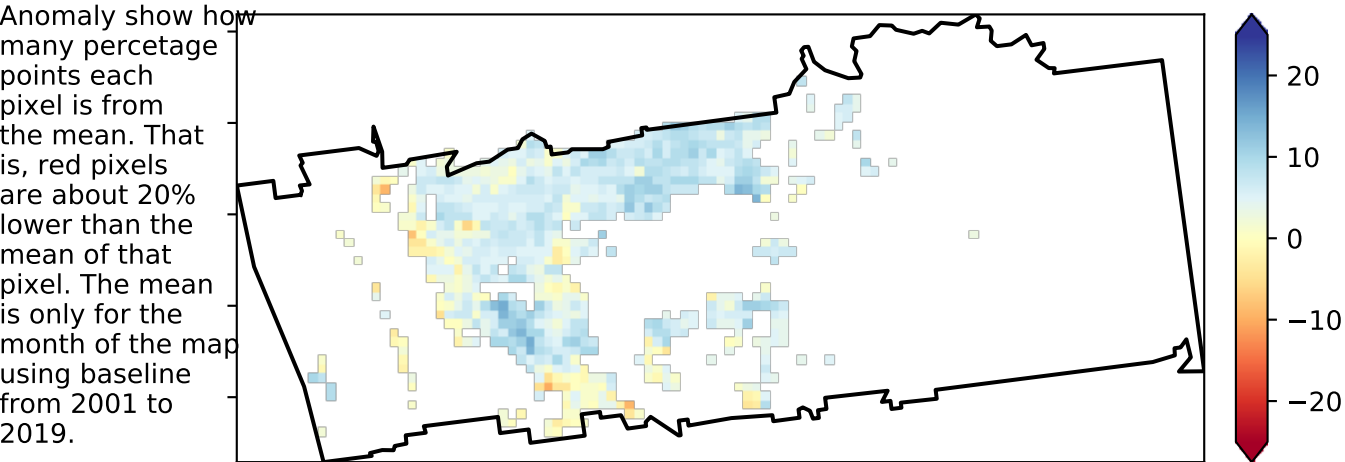 Anomaly show how
many percetage
points each
pixel is from
the mean. That
is, red pixels
are about 20%
lower than the
mean of that
pixel. The mean
is only for the
month of the map
using baseline
from 2001 to
2019.
20
10
0
−10
−20